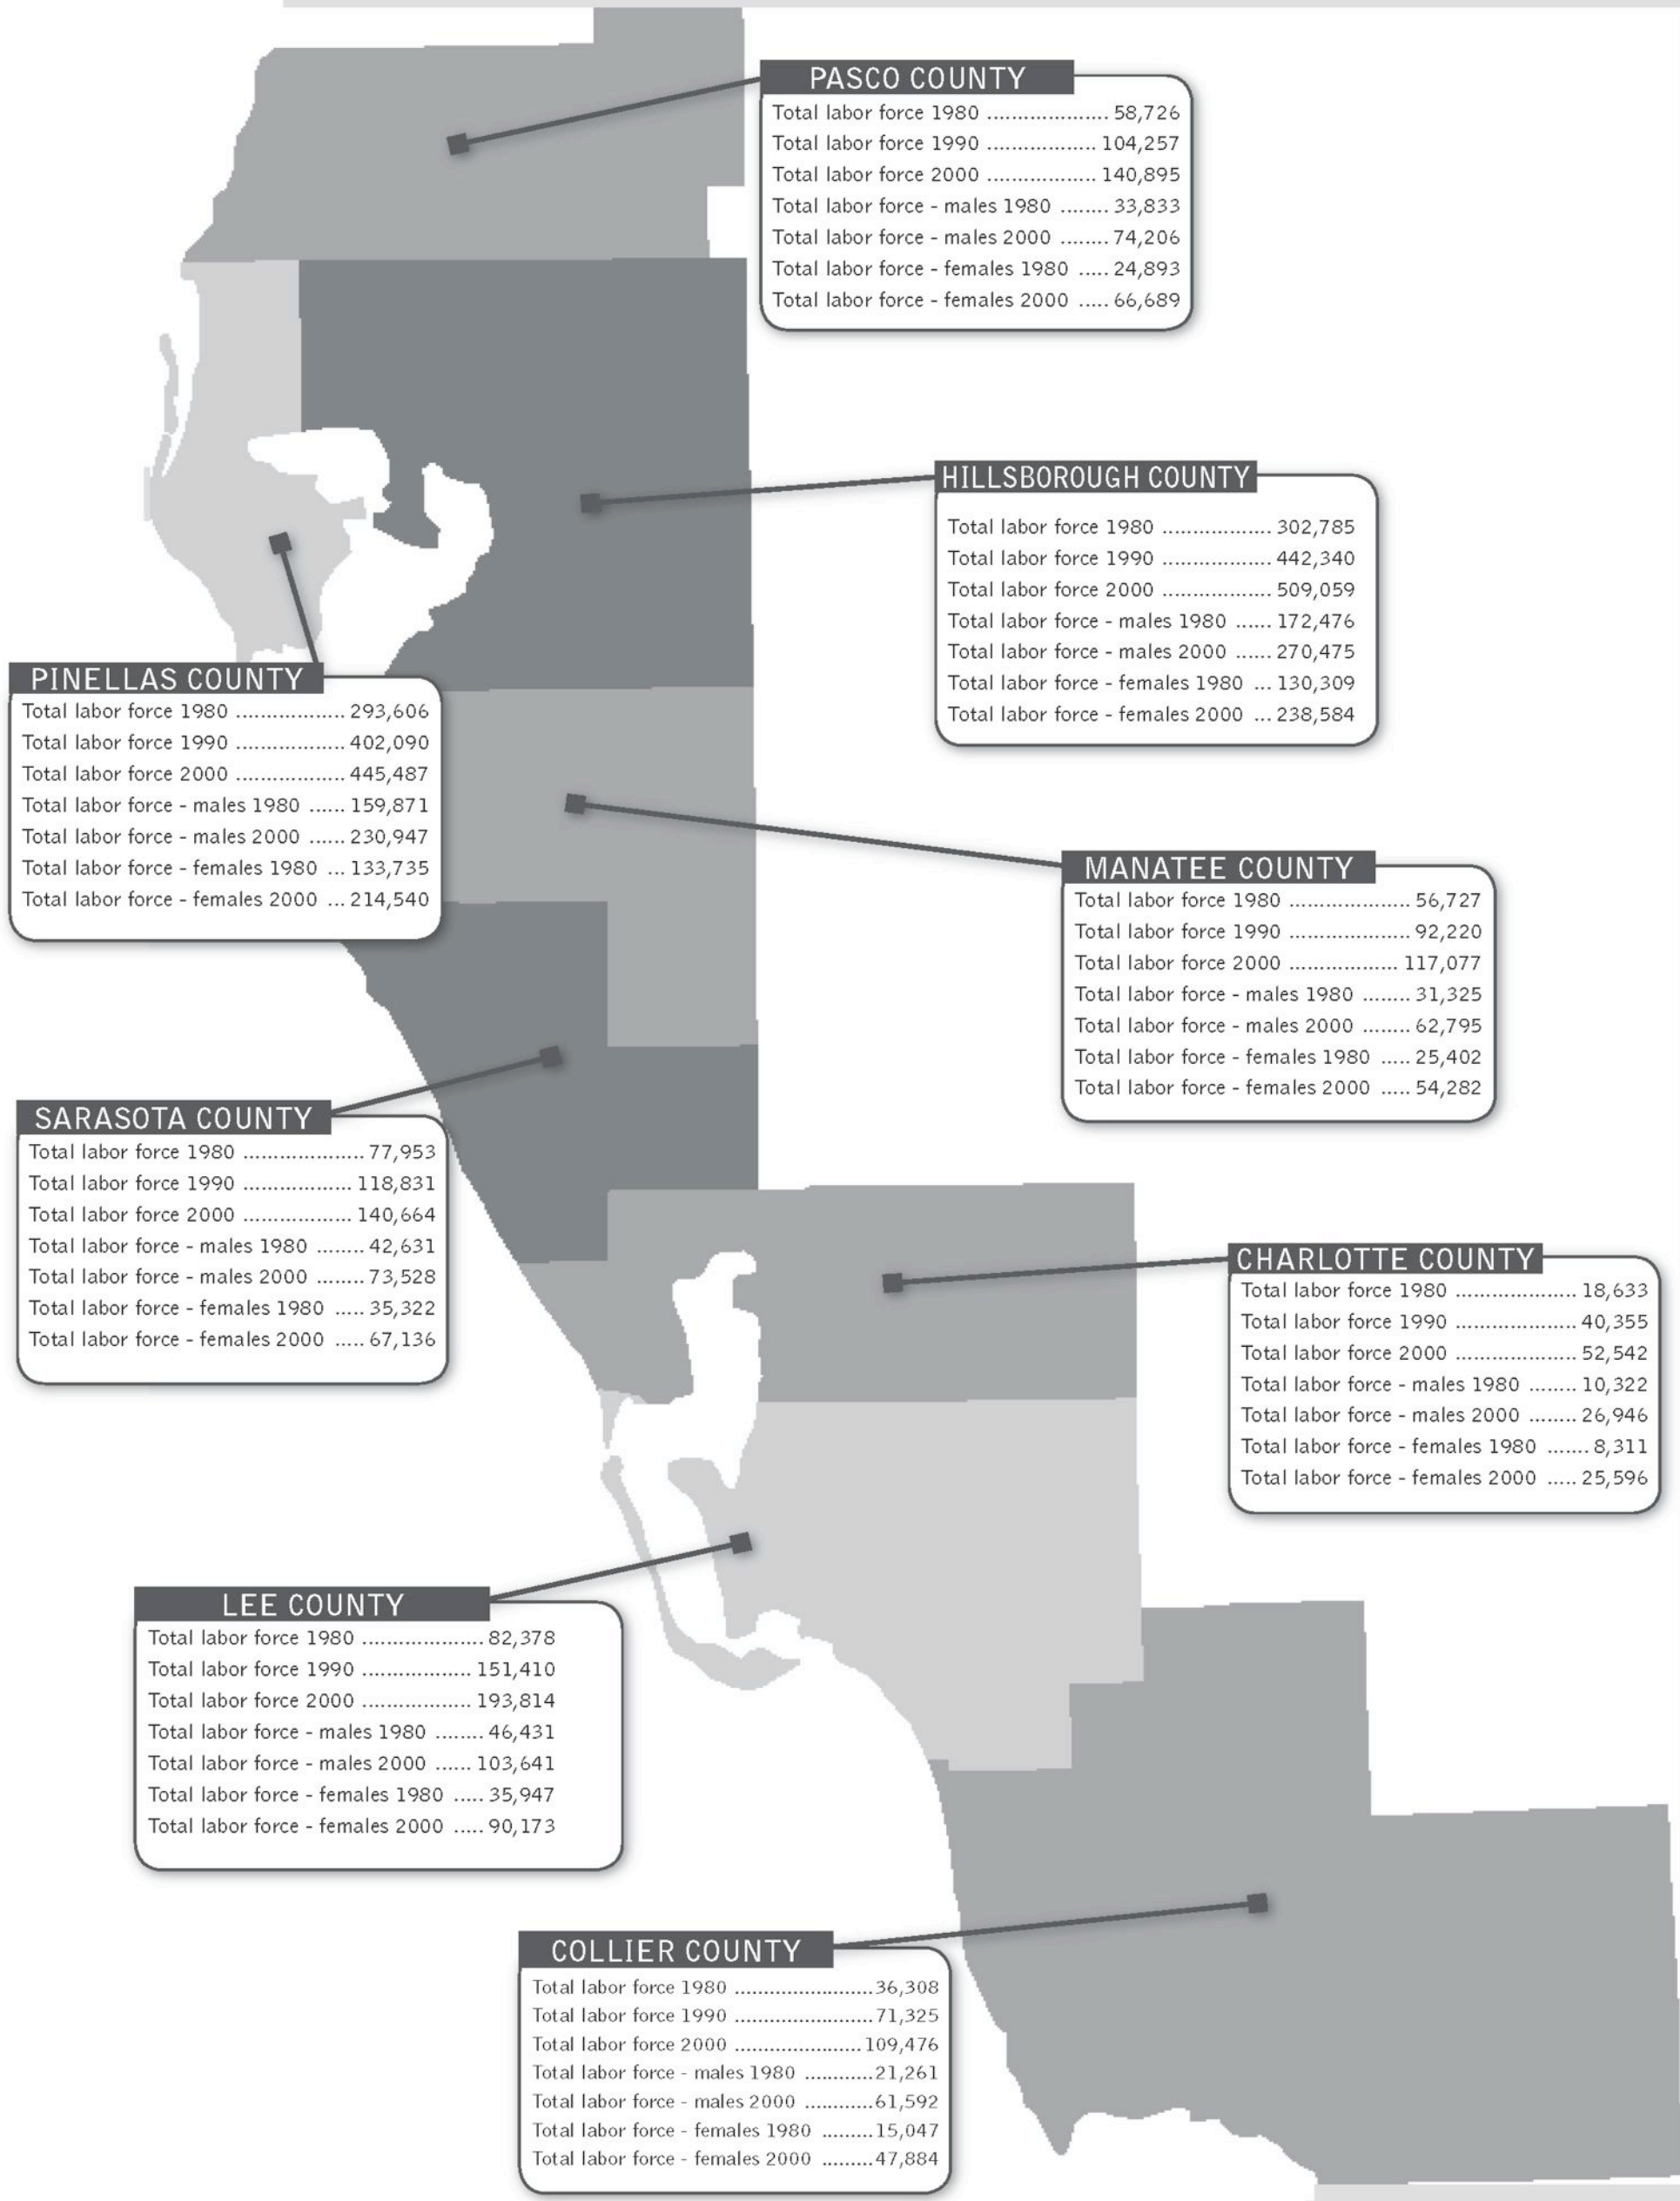 PASCO COUNTY
Total labor force 1980 .................... 58,726
Total labor force 1990 .................. 104,257
Total labor force 2000 .................. 140,895
Total labor force - males 1980 ........ 33,833
Total labor force - males 2000 ........ 74,206
Total labor force - females 1980 ..... 24,893
Total labor force - females 2000 ..... 66,689
HILLSBOROUGH COUNTY
Total labor force 1980 .................. 302,785
Total labor force 1990 .................. 442,340
Total labor force 2000 .................. 509,059
Total labor force - males 1980 ...... 172,476
Total labor force - males 2000 ...... 270,475
Total labor force - females 1980 ... 130,309
Total labor force - females 2000 ... 238,584
PINELLAS COUNTY
Total labor force 1980 .................. 293,606
Total labor force 1990 .................. 402,090
Total labor force 2000 .................. 445,487
Total labor force - males 1980 ...... 159,871
Total labor force - males 2000 ...... 230,947
Total labor force - females 1980 ... 133,735
Total labor force - females 2000 ... 214,540
MANATEE COUNTY
Total labor force 1980 .................... 56,727
Total labor force 1990 .................... 92,220
Total labor force 2000 .................. 117,077
Total labor force - males 1980 ........ 31,325
Total labor force - males 2000 ........ 62,795
Total labor force - females 1980 ..... 25,402
Total labor force - females 2000 ..... 54,282
SARASOTA COUNTY
Total labor force 1980 .................... 77,953
Total labor force 1990 .................. 118,831
Total labor force 2000 .................. 140,664
Total labor force - males 1980 ........ 42,631
Total labor force - males 2000 ........ 73,528
Total labor force - females 1980 ..... 35,322
Total labor force - females 2000 ..... 67,136
CHARLOTTE COUNTY
Total labor force 1980 .................... 18,633
Total labor force 1990 .................... 40,355
Total labor force 2000 .................... 52,542
Total labor force - males 1980 ........ 10,322
Total labor force - males 2000 ........ 26,946
Total labor force - females 1980 ....... 8,311
Total labor force - females 2000 ..... 25,596
LEE COUNTY
Total labor force 1980 .................... 82,378
Total labor force 1990 .................. 151,410
Total labor force 2000 .................. 193,814
Total labor force - males 1980 ........ 46,431
Total labor force - males 2000 ...... 103,641
Total labor force - females 1980 ..... 35,947
Total labor force - females 2000 ..... 90,173
COLLIER COUNTY
Total labor force 1980 .......................36,308
Total labor force 1990 .......................71,325
Total labor force 2000 .....................109,476
Total labor force - males 1980 ............21,261
Total labor force - males 2000 ............61,592
Total labor force - females 1980 .........15,047
Total labor force - females 2000 .........47,884